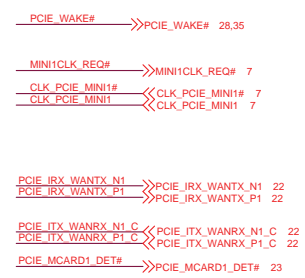 PCIE_WAKE# PCIE_WAKE# 28,35
MINI1CLK_REQ# MINI1CLK_REQ# 7
CLK_PCIE_MINI1# CLK_PCIE_MINI1# 7
CLK_PCIE_MINI1 CLK_PCIE_MINI1 7
PCIE_IRX_WANTX_N1 PCIE_IRX_WANTX_N1 22
PCIE_IRX_WANTX_P1 PCIE_IRX_WANTX_P1 22
PCIE_ITX_WANRX_N1_C PCIE_ITX_WANRX_N1_C 22
PCIE_ITX_WANRX_P1_C PCIE_ITX_WANRX_P1_C 22
PCIE_MCARD1_DET# PCIE_MCARD1_DET# 23